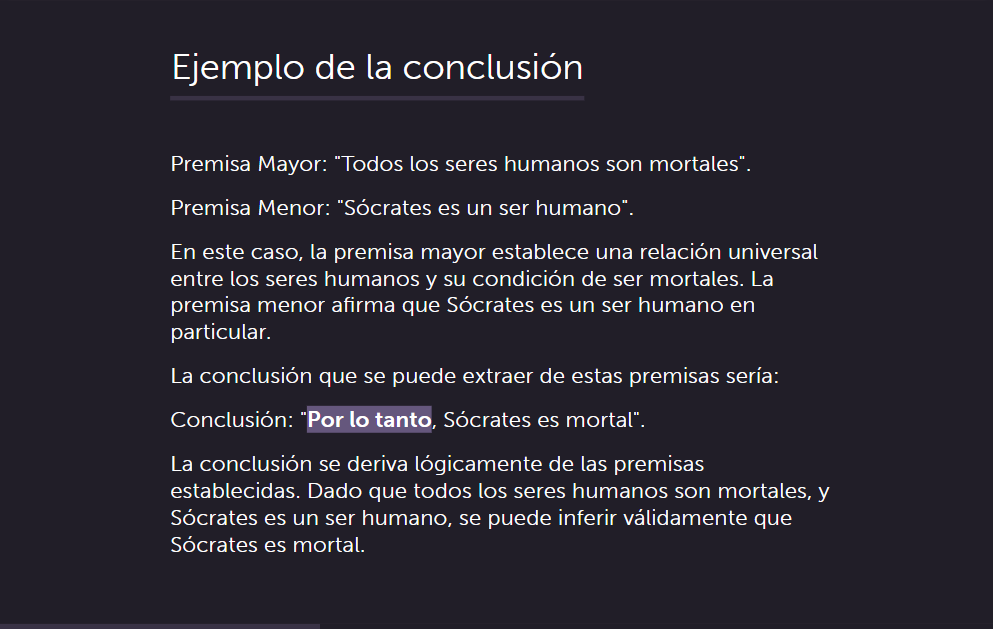 Ejemplo de la conclusión
Premisa Mayor: "Todos los seres humanos son mortales".
Premisa Menor: "Sócrates es un ser humano".
En este caso, la premisa mayor establece una relación universal
entre los seres humanos y su condición de ser mortales. La
premisa menor afirma que Sócrates es un ser humano en
particular.
La conclusión que se puede extraer de estas premisas sería:
Conclusión: "Por lo tanto, Sócrates es mortal".
La conclusión se deriva lógicamente de las premisas
establecidas. Dado que todos los seres humanos son mortales, y
Sócrates es un ser humano, se puede inferir válidamente que
Sócrates es mortal.